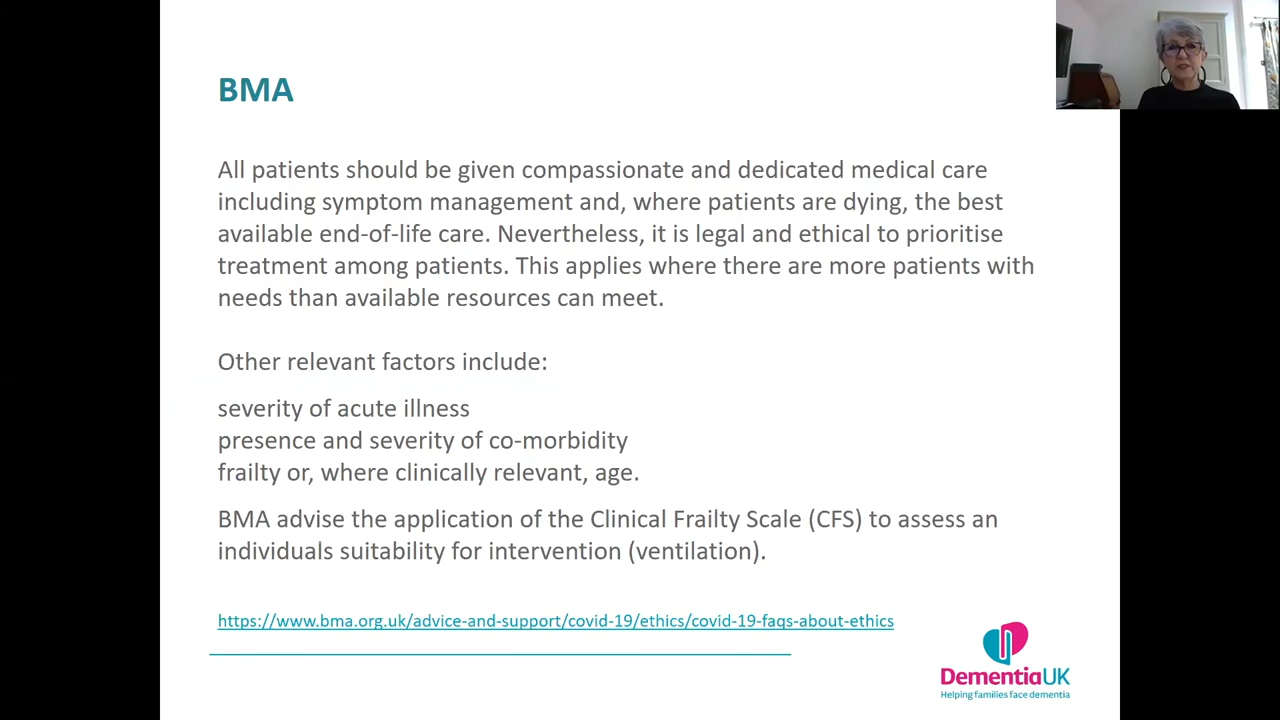 BMA
All patients should be given compassionate and dedicated medical care
including symptom management and, where patients are dying, the best
available end-of-life care. Nevertheless, it is legal and ethical to prioritise
treatment among patients. This applies where there are more patients with
needs than available resources can meet.
Other relevant factors include:
severity of acute illness
presence and severity of co-morbidity
frailty or, where clinically relevant, age.
BMA advise the application of the Clinical Frailty Scale (CFS) to assess an
individuals suitability for intervention (ventilation).
https://www.bma.org.uk/advice-and-support/covid-19/ethics/covid-19-faqs-about-ethics
DementiaUK
Helping families face dementia